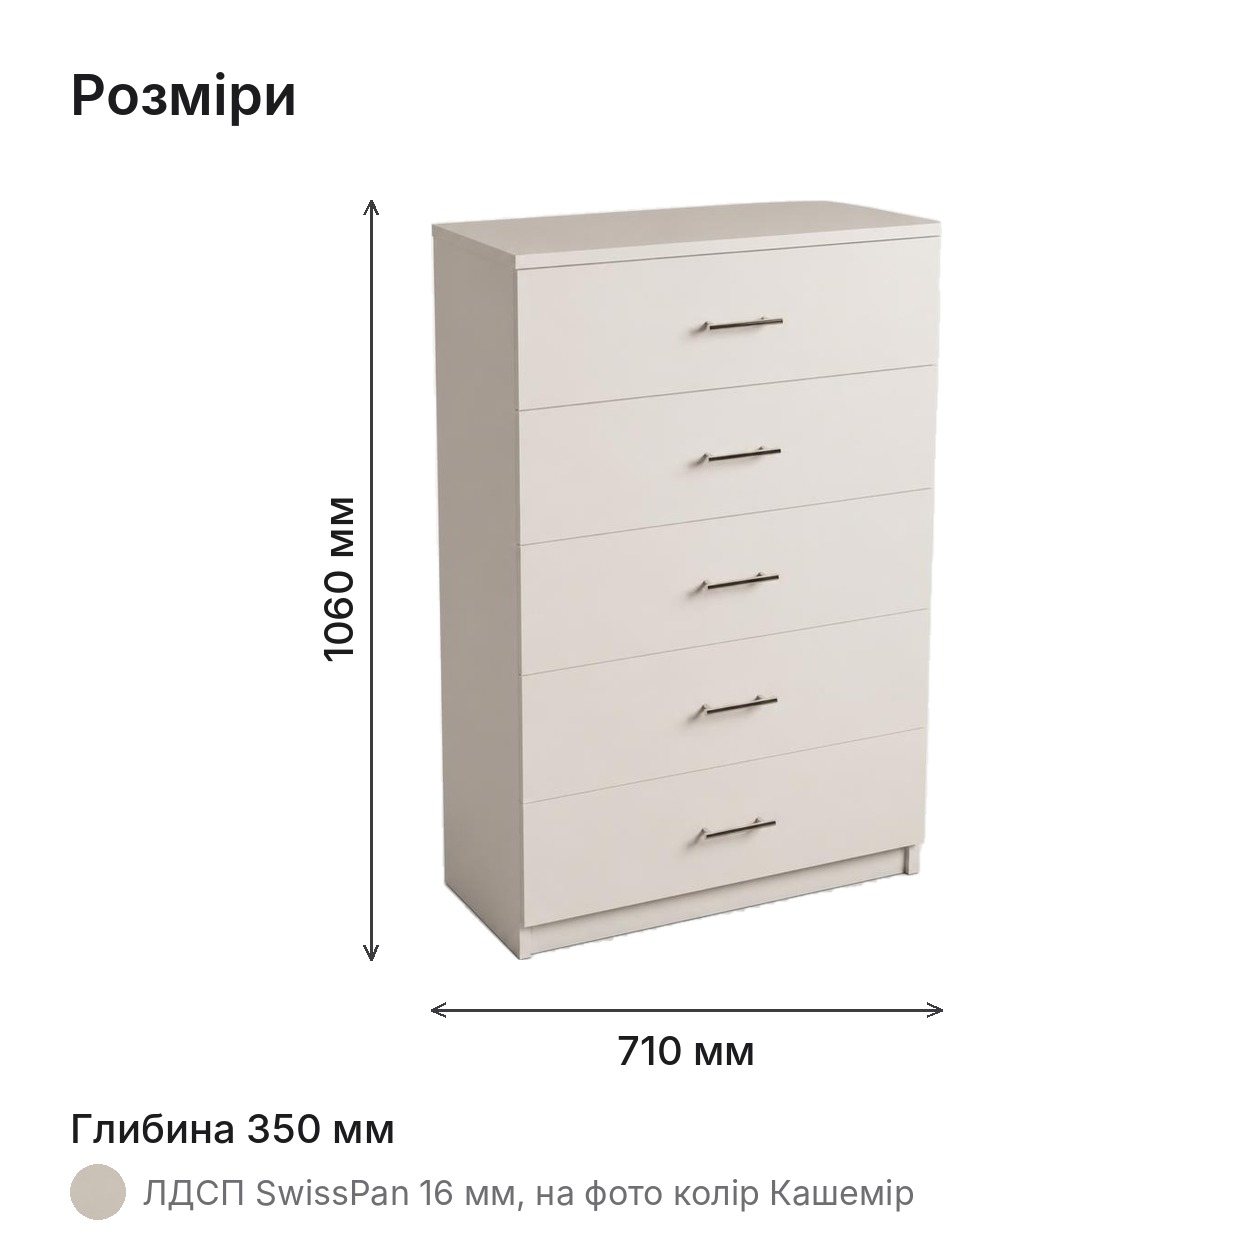 Розміри
1060 мм
710 мм
Глибина 350 мм
ЛДСП SwissPan 16 мм, на фото колір Кашемір